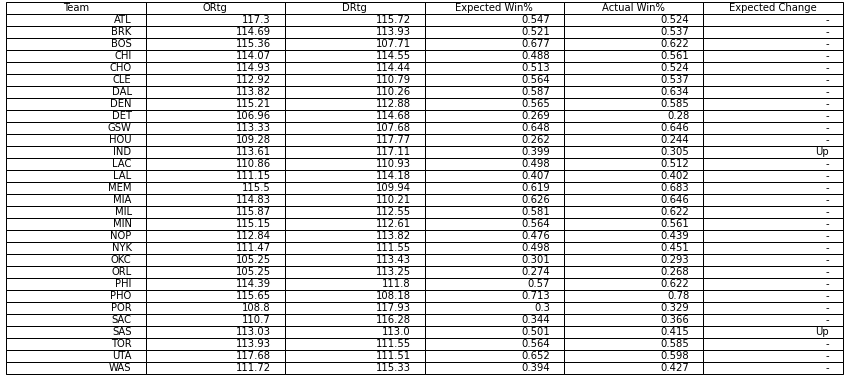 Team ORtg DRtg Expected Win% Actual Win% Expected Change
ATL 117.3 115.72 0.547 0.524 -
BRK 114.69 113.93 0.521 0.537 -
BOS 115.36 107.71 0.677 0.622 -
CHI 114.07 114.55 0.488 0.561 -
CHO 114.93 114.44 0.513 0.524 -
CLE 112.92 110.79 0.564 0.537 -
DAL 113.82 110.26 0.587 0.634 -
DEN 115.21 112.88 0.565 0.585 -
DET 106.96 114.68 0.269 0.28 -
GSW 113.33 107.68 0.648 0.646 -
HOU 109.28 117.77 0.262 0.244 -
IND 113.61 117.11 0.399 0.305 Up
LAC 110.86 110.93 0.498 0.512 -
LAL 111.15 114.18 0.407 0.402 -
MEM 115.5 109.94 0.619 0.683 -
MIA 114.83 110.21 0.626 0.646 -
MIL 115.87 112.55 0.581 0.622 -
MIN 115.15 112.61 0.564 0.561 -
NOP 112.84 113.82 0.476 0.439 -
NYK 111.47 111.55 0.498 0.451 -
OKC 105.25 113.43 0.301 0.293 -
ORL 105.25 113.25 0.274 0.268 -
PHI 114.39 111.8 0.57 0.622 -
PHO 115.65 108.18 0.713 0.78 -
POR 108.8 117.93 0.3 0.329 -
SAC 110.7 116.28 0.344 0.366 -
SAS 113.03 113.0 0.501 0.415 Up
TOR 113.93 111.55 0.564 0.585 -
UTA 117.68 111.51 0.652 0.598 -
WAS 111.72 115.33 0.394 0.427 -